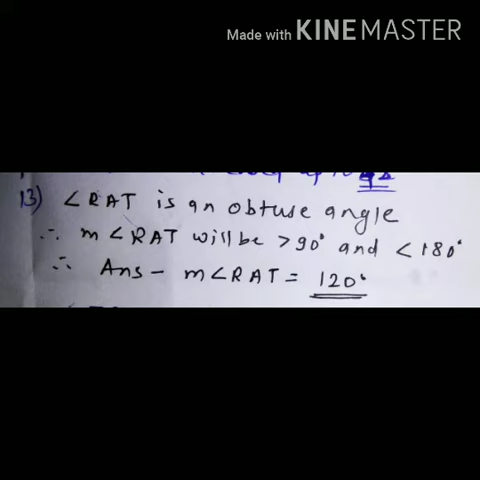 Made with KINEMASTER
13) ∠RAT is an obtuse angle
∴ m∠RAT will be >90° and <180°
∴ Ans - m∠RAT = 120°